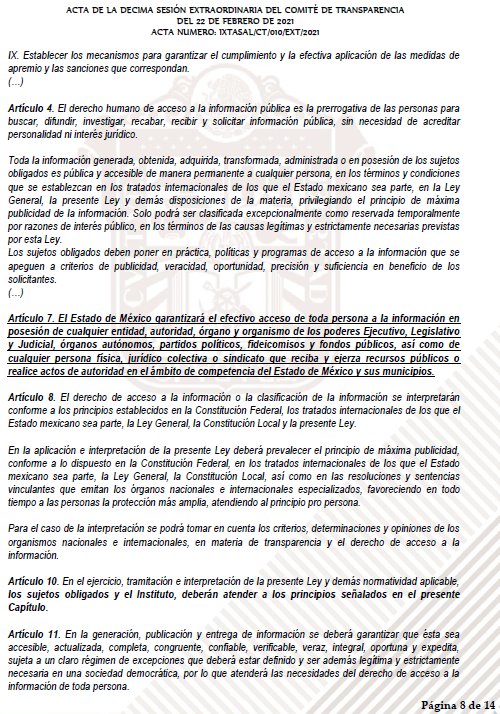 ACTA DE LA DECIMA SESIÓN EXTRAORDINARIA DEL COMITÉ DE TRANSPARENCIA
DEL 22 DE FEBRERO DE 2021
ACTA NUMERO: IXTASAL/CT/010/EXT/2021
IX. Establecer los mecanismos para garantizar el cumplimiento y la efectiva aplicación de las medidas de
apremio y las sanciones que correspondan.
(…)
Artículo 4. El derecho humano de acceso a la información pública es la prerrogativa de las personas para
buscar, difundir, investigar, recabar, recibir y solicitar información pública, sin necesidad de acreditar
personalidad ni interés jurídico.
Toda la información generada, obtenida, adquirida, transformada, administrada o en posesión de los sujetos
obligados es pública y accesible de manera permanente a cualquier persona, en los términos y condiciones
que se establezcan en los tratados internacionales de los que el Estado mexicano sea parte, en la Ley
General, la presente Ley y demás disposiciones de la materia, privilegiando el principio de máxima
publicidad de la información. Solo podrá ser clasificada excepcionalmente como reservada temporalmente
por razones de interés público, en los términos de las causas legítimas y estrictamente necesarias previstas
por esta Ley.
Los sujetos obligados deben poner en práctica, políticas y programas de acceso a la información que se
apeguen a criterios de publicidad, veracidad, oportunidad, precisión y suficiencia en beneficio de los
solicitantes.
(…)
Artículo 7. El Estado de México garantizará el efectivo acceso de toda persona a la información en
posesión de cualquier entidad, autoridad, órgano y organismo de los poderes Ejecutivo, Legislativo
y Judicial, órganos autónomos, partidos políticos, fideicomisos y fondos públicos, así como de
cualquier persona física, jurídico colectiva o sindicato que reciba y ejerza recursos públicos o
realice actos de autoridad en el ámbito de competencia del Estado de México y sus municipios.
Artículo 8. El derecho de acceso a la información o la clasificación de la información se interpretarán
conforme a los principios establecidos en la Constitución Federal, los tratados internacionales de los que el
Estado mexicano sea parte, la Ley General, la Constitución Local y la presente Ley.
En la aplicación e interpretación de la presente Ley deberá prevalecer el principio de máxima publicidad,
conforme a lo dispuesto en la Constitución Federal, en los tratados internacionales de los que el Estado
mexicano sea parte, la Ley General, la Constitución Local, así como en las resoluciones y sentencias
vinculantes que emitan los órganos nacionales e internacionales especializados, favoreciendo en todo
tiempo a las personas la protección más amplia, atendiendo al principio pro persona.
Para el caso de la interpretación se podrá tomar en cuenta los criterios, determinaciones y opiniones de los
organismos nacionales e internacionales, en materia de transparencia y el derecho de acceso a la
información.
Artículo 10. En el ejercicio, tramitación e interpretación de la presente Ley y demás normatividad aplicable,
los sujetos obligados y el Instituto, deberán atender a los principios señalados en el presente
Capítulo.
Artículo 11. En la generación, publicación y entrega de información se deberá garantizar que ésta sea
accesible, actualizada, completa, congruente, confiable, verificable, veraz, integral, oportuna y expedita,
sujeta a un claro régimen de excepciones que deberá estar definido y ser además legítima y estrictamente
necesaria en una sociedad democrática, por lo que atenderá las necesidades del derecho de acceso a la
información de toda persona.
Página 8 de 14